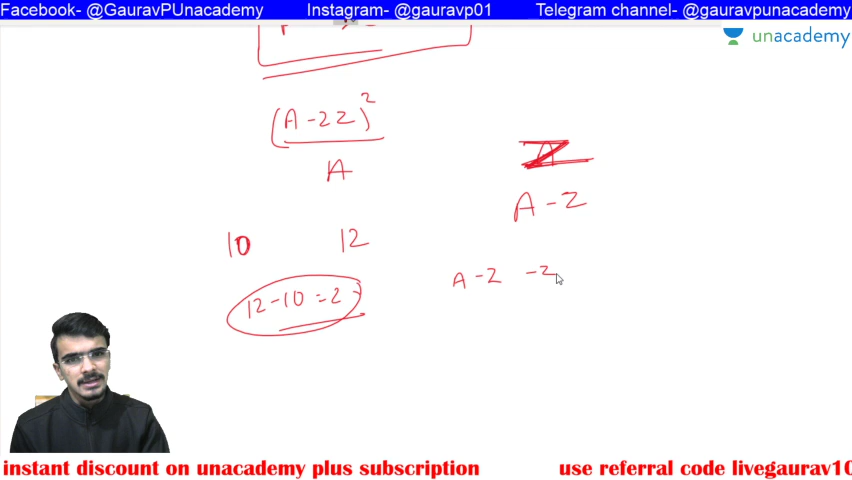 Facebook- @GauravPUnacademy Instagram- @gauravp01 Telegram channel- @gauravpunacademy
unacademy
(A-2Z)²
A
A-Z
10 12
12-10=2
A-Z -Z
instant discount on unacademy plus subscription use referral code livegaurav10